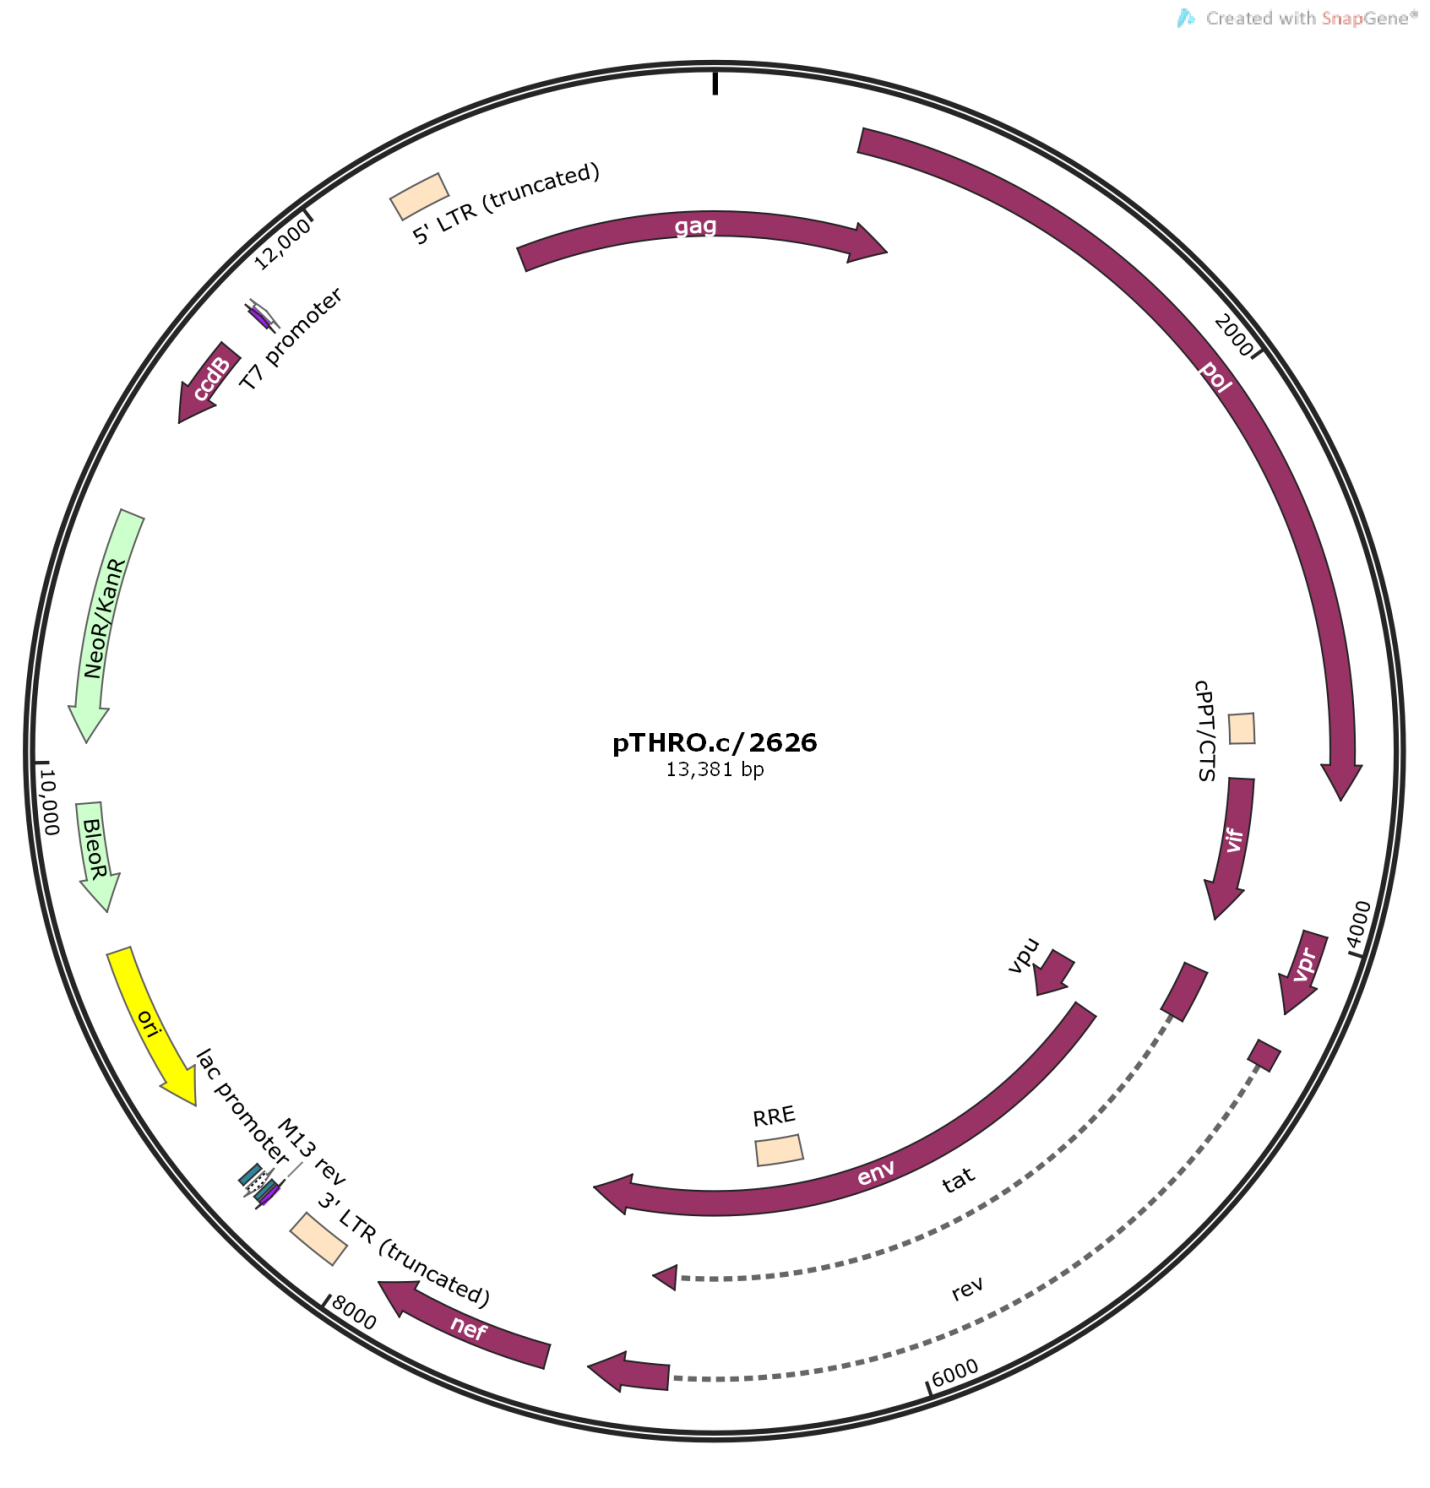 Created with SnapGene®
5' LTR (truncated)
gag
12,000
T7 promoter
2000
pol
ccdB
NeoR/KanR
cPPT/CTS
pTHRO.c/2626
13,381 bp
10,000
BleoR
vif
4000
vpu
vpr
ori
lac promoter
RRE
M13 rev
env
tat
3' LTR (truncated)
rev
8000
nef
6000